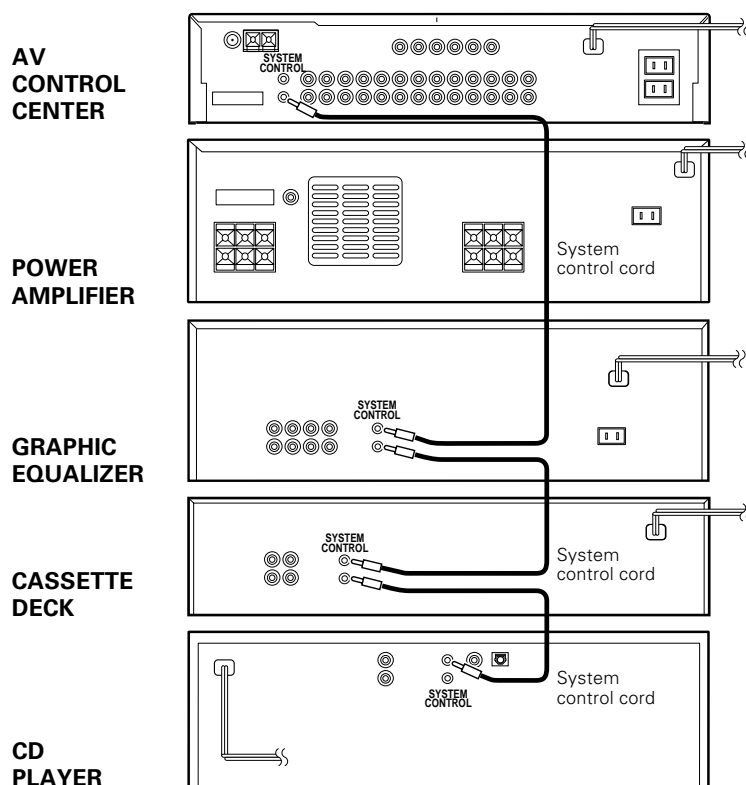 AV
CONTROL
CENTER
SYSTEM
CONTROL
POWER
AMPLIFIER
System
control cord
GRAPHIC
EQUALIZER
SYSTEM
CONTROL
CASSETTE
DECK
SYSTEM
CONTROL
System
control cord
CD
PLAYER
SYSTEM
CONTROL
System
control cord